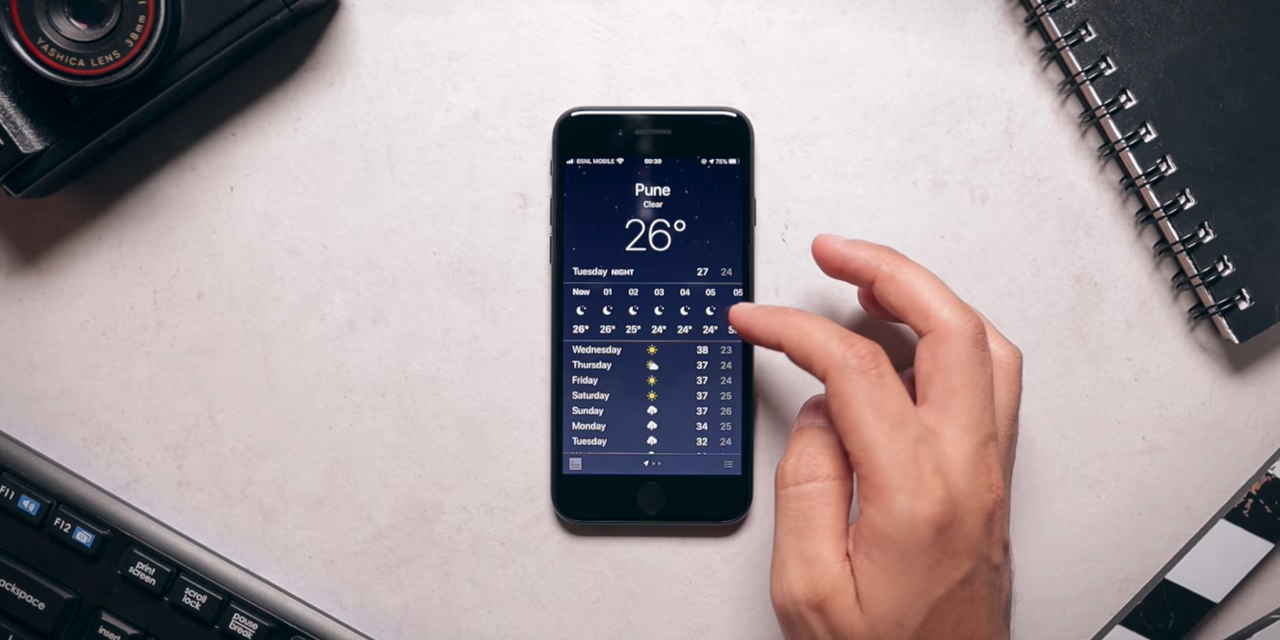 YASHICA LENS 38mm
BSNL MOBILE 00:39 75%
Pune
Clear
26°
Tuesday NIGHT 27 24
Now 01 02 03 04 05 05
26° 26° 25° 24° 24° 24°
Wednesday 38 23
Thursday 37 24
Friday 37 24
Saturday 37 25
Sunday 37 26
Monday 34 25
Tuesday 32 24
F11
F12
print
screen
scroll
lock
pause
break
ackspace
insert